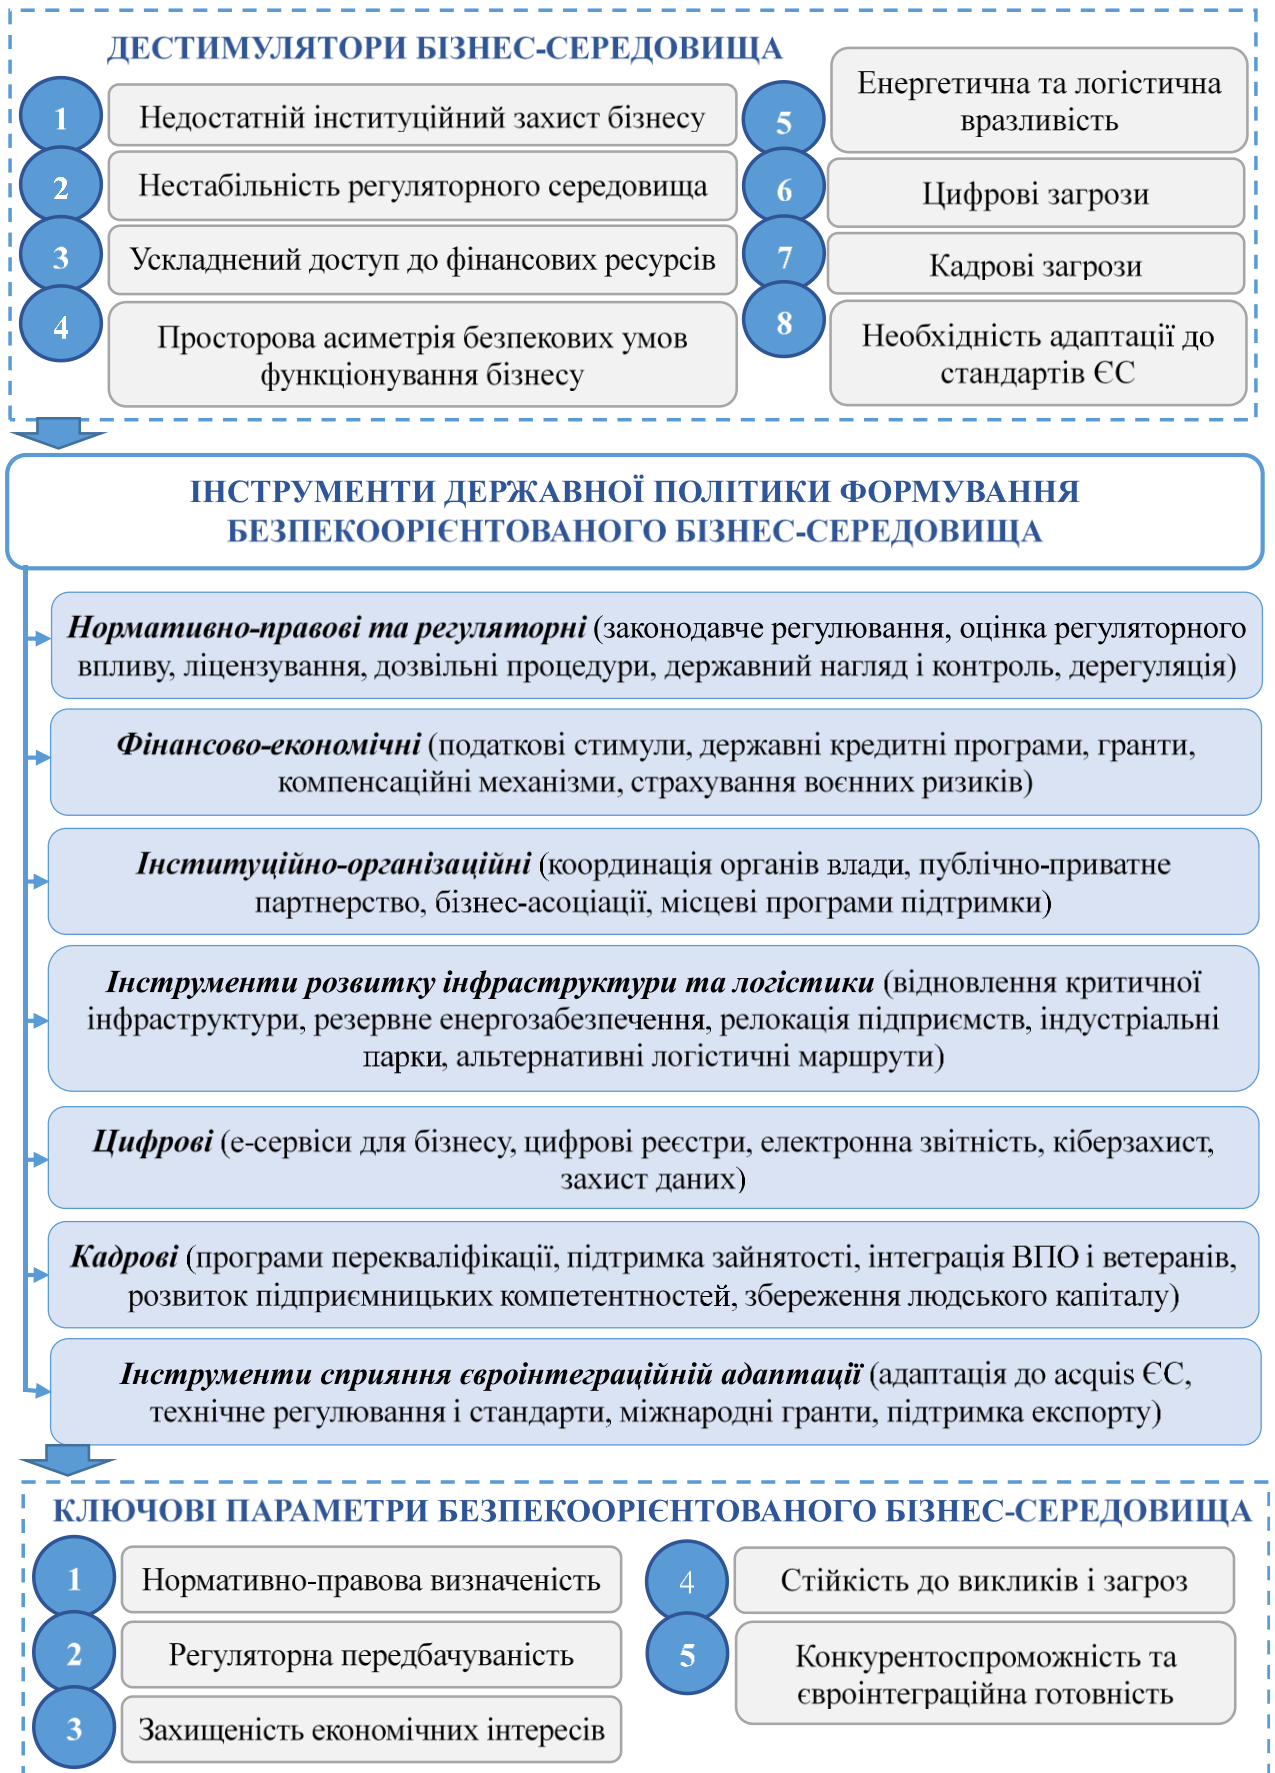 ДЕСТИМУЛЯТОРИ БІЗНЕС-СЕРЕДОВИЩА
1
Недостатній інституційний захист бізнесу
2
Нестабільність регуляторного середовища
3
Ускладнений доступ до фінансових ресурсів
4
Просторова асиметрія безпекових умов
функціонування бізнесу
5
Енергетична та логістична
вразливість
6
Цифрові загрози
7
Кадрові загрози
8
Необхідність адаптації до
стандартів ЄС
ІНСТРУМЕНТИ ДЕРЖАВНОЇ ПОЛІТИКИ ФОРМУВАННЯ
БЕЗПЕКООРІЄНТОВАНОГО БІЗНЕС-СЕРЕДОВИЩА
Нормативно-правові та регуляторні (законодавче регулювання, оцінка регуляторного
впливу, ліцензування, дозвільні процедури, державний нагляд і контроль, дерегуляція)
Фінансово-економічні (податкові стимули, державні кредитні програми, гранти,
компенсаційні механізми, страхування воєнних ризиків)
Інституційно-організаційні (координація органів влади, публічно-приватне
партнерство, бізнес-асоціації, місцеві програми підтримки)
Інструменти розвитку інфраструктури та логістики (відновлення критичної
інфраструктури, резервне енергозабезпечення, релокація підприємств, індустріальні
парки, альтернативні логістичні маршрути)
Цифрові (е-сервіси для бізнесу, цифрові реєстри, електронна звітність, кіберзахист,
захист даних)
Кадрові (програми перекваліфікації, підтримка зайнятості, інтеграція ВПО і ветеранів,
розвиток підприємницьких компетентностей, збереження людського капіталу)
Інструменти сприяння євроінтеграційній адаптації (адаптація до acquis ЄС,
технічне регулювання і стандарти, міжнародні гранти, підтримка експорту)
КЛЮЧОВІ ПАРАМЕТРИ БЕЗПЕКООРІЄНТОВАНОГО БІЗНЕС-СЕРЕДОВИЩА
1
Нормативно-правова визначеність
2
Регуляторна передбачуваність
3
Захищеність економічних інтересів
4
Стійкість до викликів і загроз
5
Конкурентоспроможність та
євроінтеграційна готовність